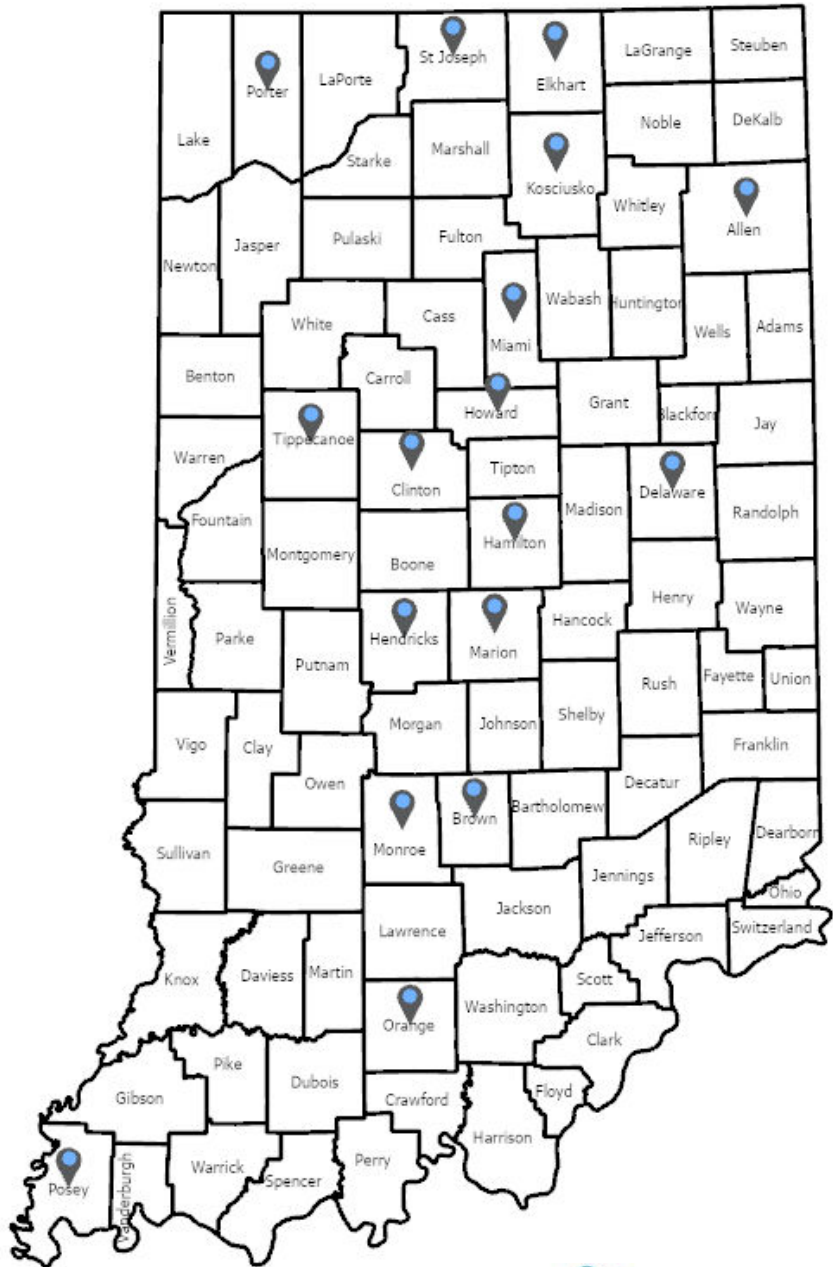 Steuben
LaGrange
St Joseph
Elkhart
LaPorte
Porter
DeKalb
Noble
Lake
Marshall
Starke
Kosciusko
Whitley
Allen
Fulton
Pulaski
Jasper
Newton
Wabash
Huntington
Cass
White
Adams
Wells
Miami
Benton
Carroll
Grant
Howard
Blackford
Jay
Tippecanoe
Warren
Tipton
Clinton
Delaware
Madison
Randolph
Fountain
Hamilton
Montgomery
Boone
Henry
Wayne
Hancock
Vermillion
Parke
Hendricks
Marion
Putnam
Fayette
Union
Rush
Shelby
Morgan
Johnson
Vigo
Clay
Franklin
Owen
Decatur
Bartholomew
Brown
Monroe
Ripley
Dearborn
Sullivan
Greene
Jennings
Ohio
Jackson
Switzerland
Lawrence
Jefferson
Daviess
Martin
Knox
Scott
Washington
Orange
Clark
Pike
Dubois
Floyd
Gibson
Crawford
Harrison
Perry
Warrick
Spencer
Posey
Vanderburgh